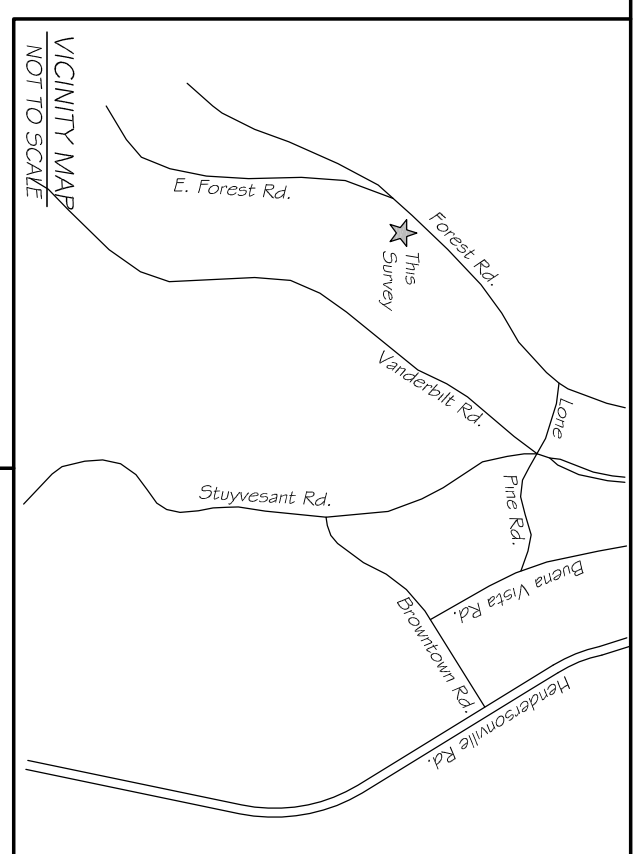 VICINITY MAP
NOT TO SCALE
E. Forest Rd.
Forest Rd.
This
Survey
Vanderbilt Rd.
Lone
Pine Rd.
Stuyvesant Rd.
Buena Vista Rd.
Browntown Rd.
Hendersonville Rd.